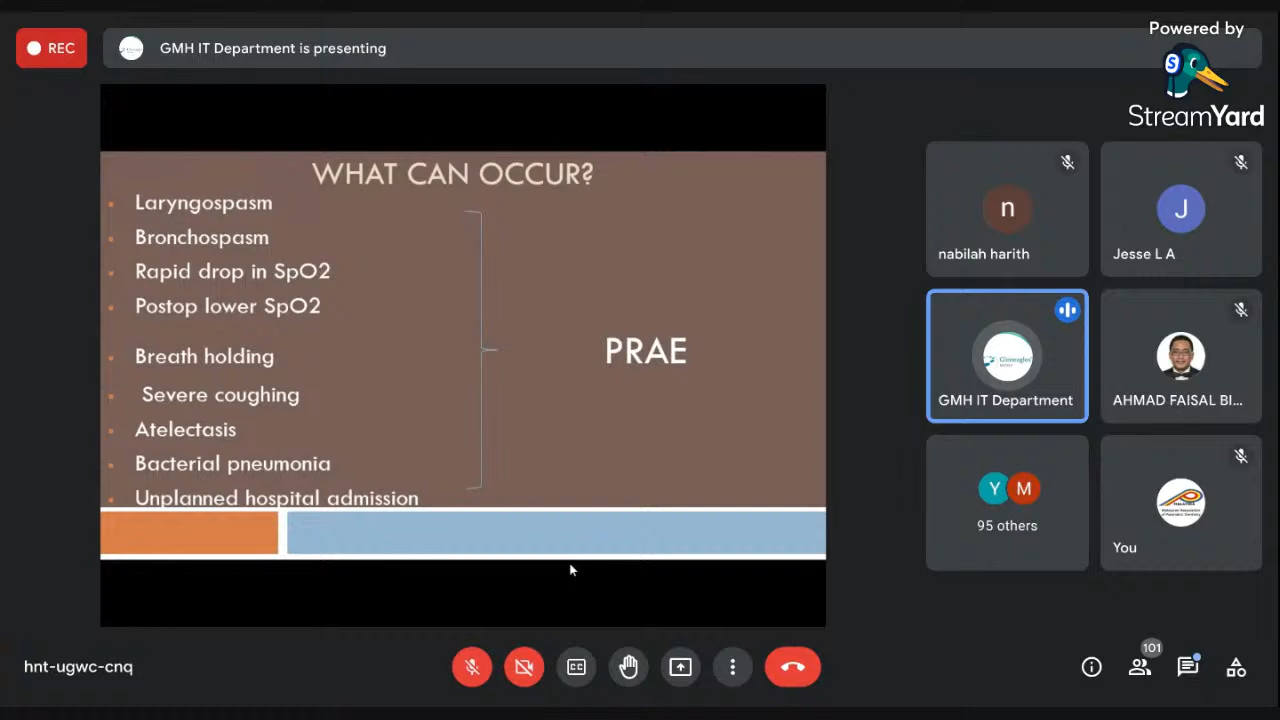 REC
GMH IT Department is presenting
Powered by
StreamYard
WHAT CAN OCCUR?
Laryngospasm
Bronchospasm
Rapid drop in SpO2
Postop lower SpO2
Breath holding
Severe coughing
Atelectasis
Bacterial pneumonia
Unplanned hospital admission
PRAE
n
nabilah harith
J
Jesse L A
Gleneagles
GMH IT Department
AHMAD FAISAL BI...
Y M
95 others
You
hnt-ugwc-cnq
CC
101